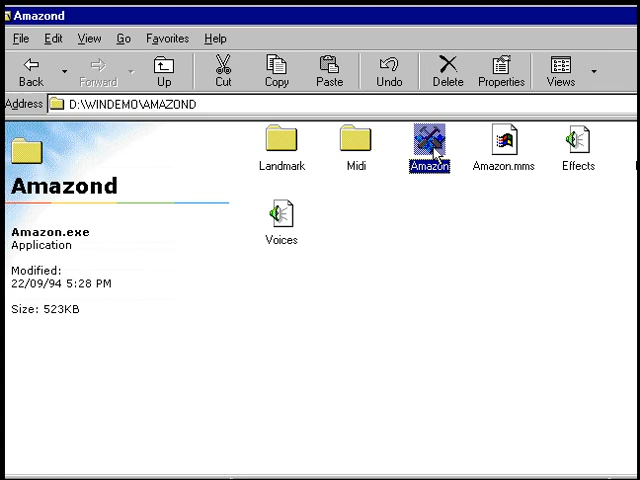 Amazond
File Edit View Go Favorites Help
Back Forward Up Cut Copy Paste Undo Delete Properties Views
Address D:\WINDEMO\AMAZOND
Landmark Midi Amazon Amazon.mms Effects
Voices
Amazond
Amazon.exe
Application
Modified:
22/09/94 5:28 PM
Size: 523KB